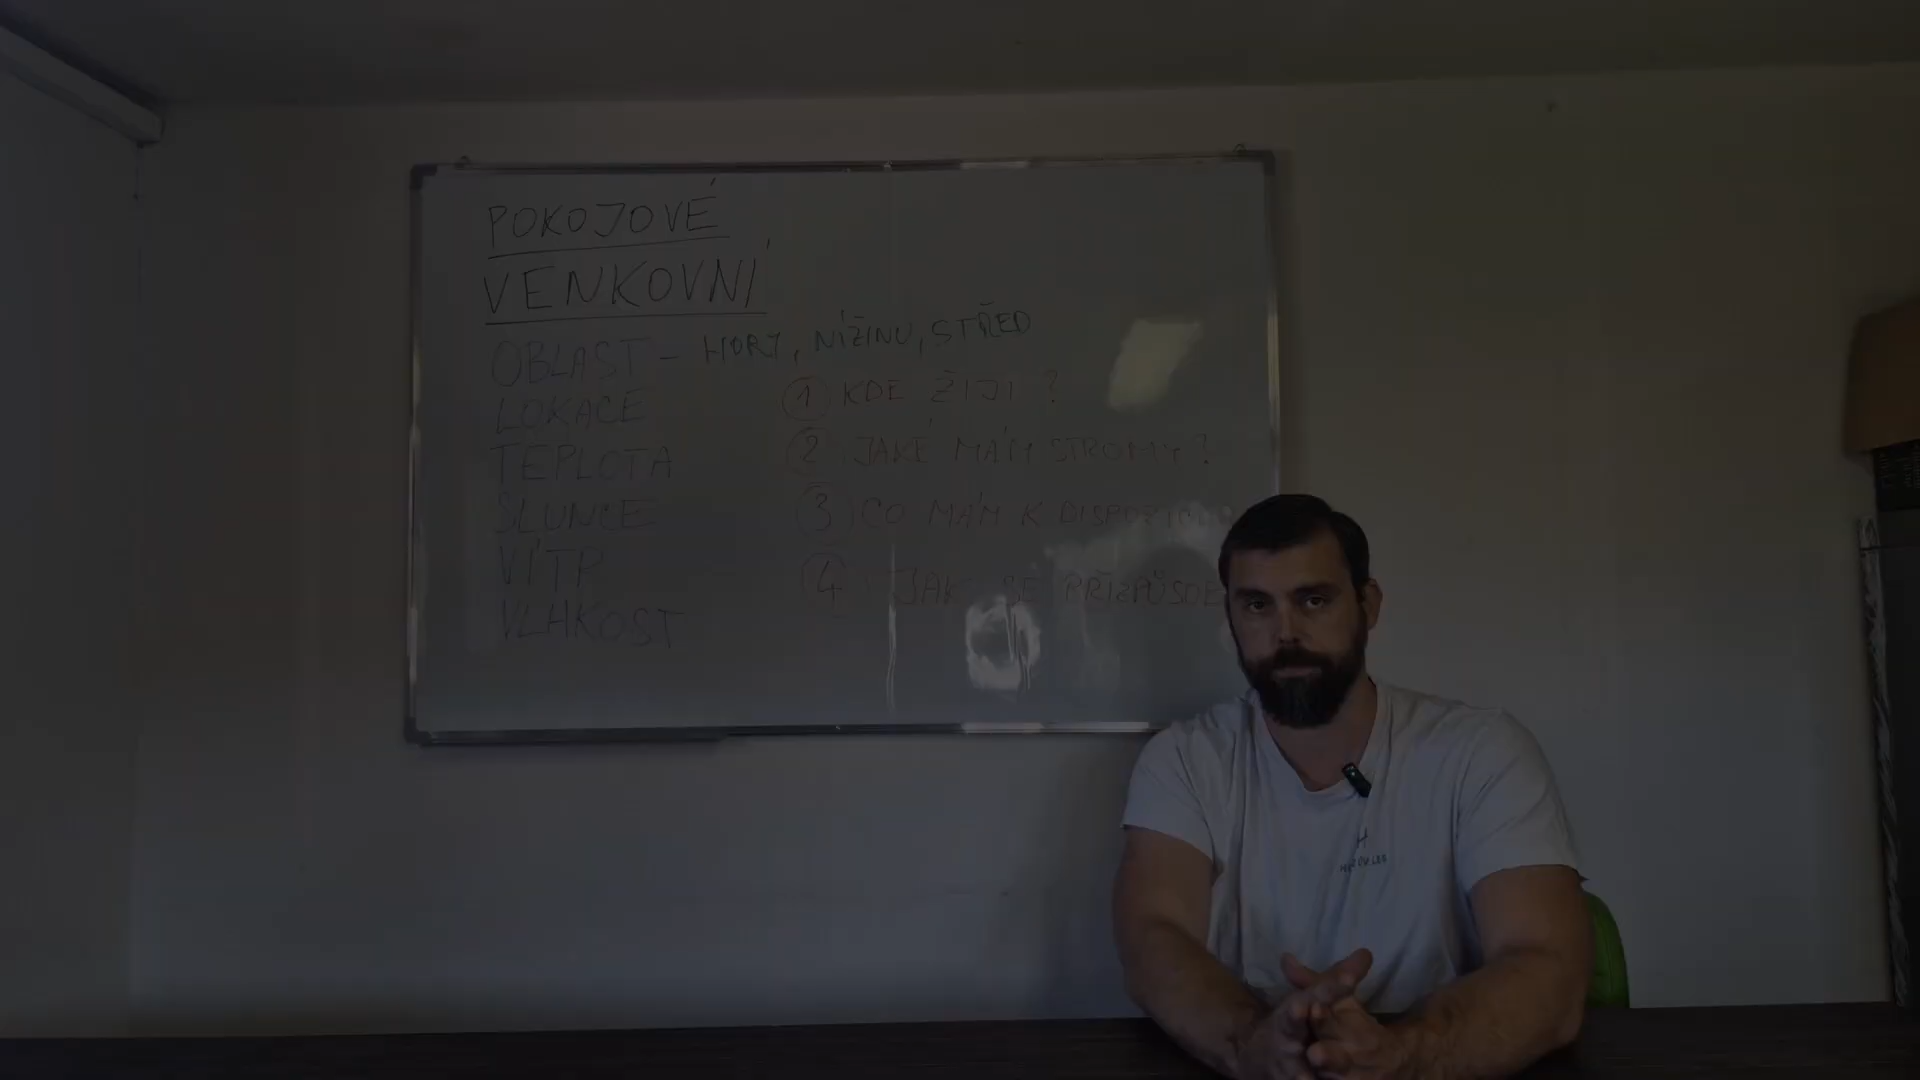 POKOJOVÉ
VENKOVNÍ
OBLAST - HORY, NÍŽINU, STŘED
LOKACE
TEPLOTA
SLUNCE
VÍTR
VLHKOST
1 KDE ŽIJI ?
2 JAKÉ MÁM STROMY ?
3 CO MÁM K
4 JAK SE PŘIZPŮSOB
H